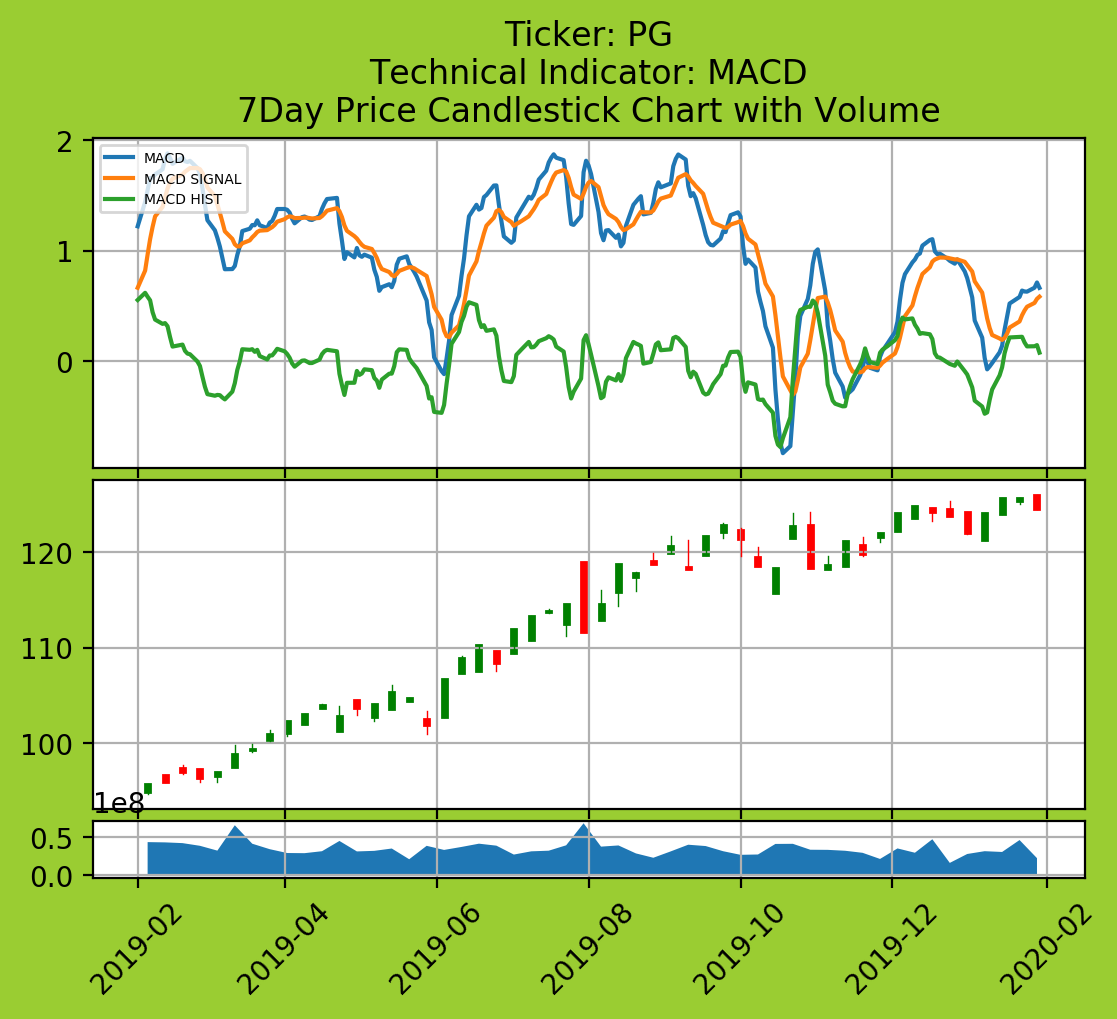 Ticker: PG
Technical Indicator: MACD
7Day Price Candlestick Chart with Volume
2
1
0
MACD
MACD SIGNAL
MACD HIST
120
110
100
1e8
0.5
0.0
2019-02
2019-04
2019-06
2019-08
2019-10
2019-12
2020-02